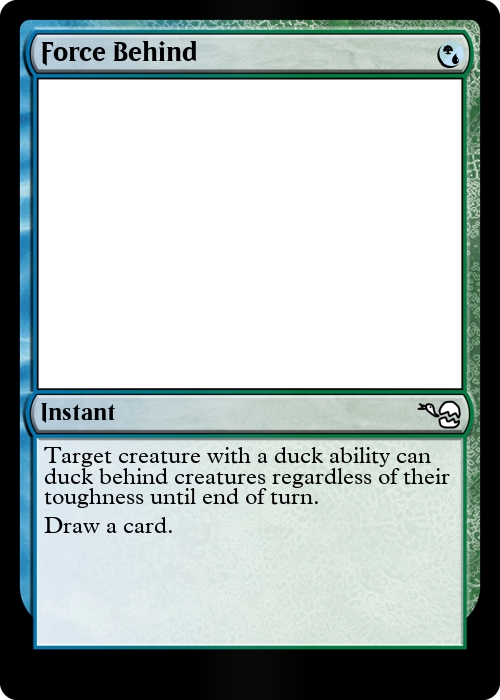 Force Behind
Instant
Target creature with a duck ability can
duck behind creatures regardless of their
toughness until end of turn.
Draw a card.